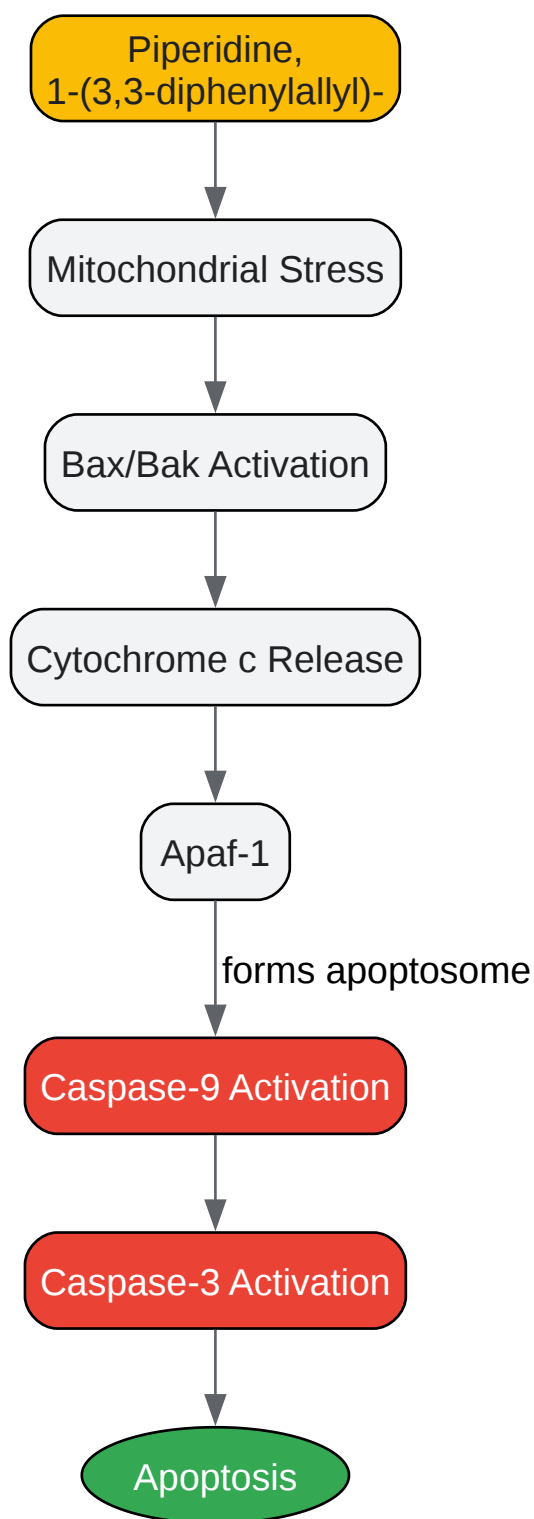 Piperidine,
1-(3,3-diphenylallyl)-
Mitochondrial Stress
Bax/Bak Activation
Cytochrome c Release
Apaf-1
forms apoptosome
Caspase-9 Activation
Caspase-3 Activation
Apoptosis